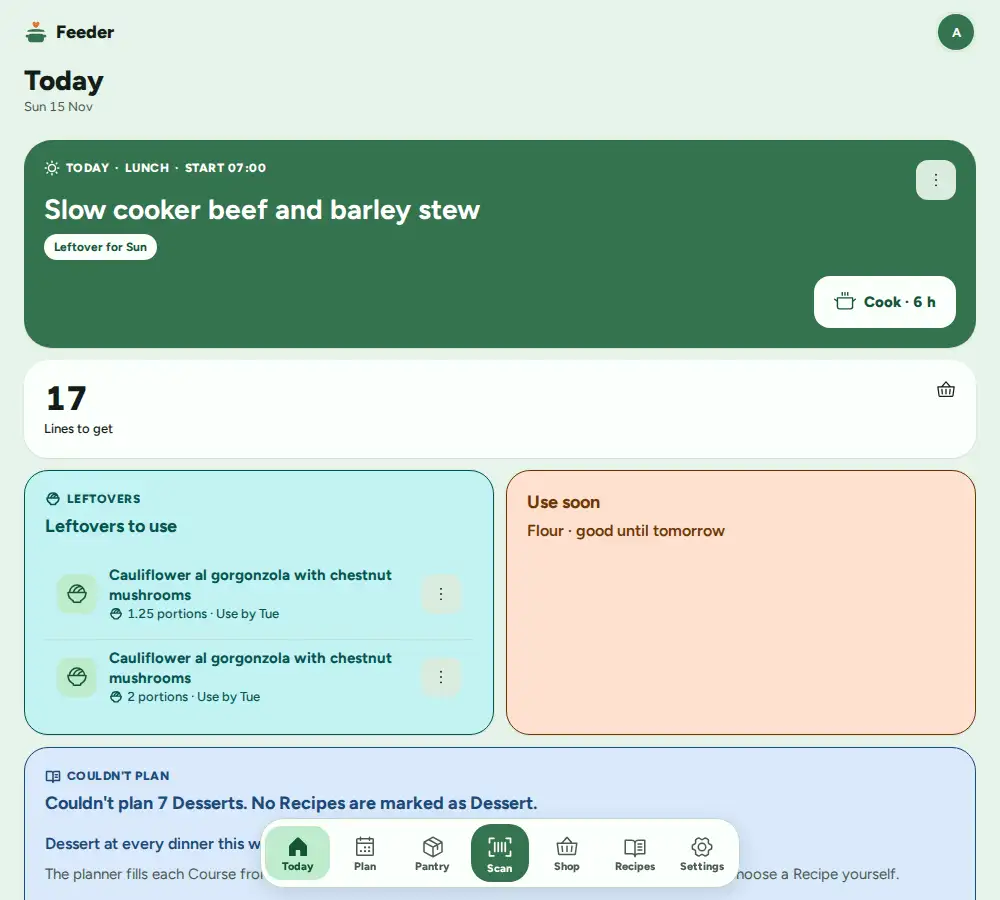 Feeder
A
Today
Sun 15 Nov
TODAY · LUNCH · START 07:00
Slow cooker beef and barley stew
Leftover for Sun
Cook · 6 h
17
Lines to get
LEFTOVERS
Leftovers to use
Cauliflower al gorgonzola with chestnut
mushrooms
1.25 portions · Use by Tue
Cauliflower al gorgonzola with chestnut
mushrooms
2 portions · Use by Tue
Use soon
Flour · good until tomorrow
COULDN'T PLAN
Couldn't plan 7 Desserts. No Recipes are marked as Dessert.
Dessert at every dinner this
The planner fills each Course
a Recipe yourself.
Today
Plan
Pantry
Scan
Shop
Recipes
Settings